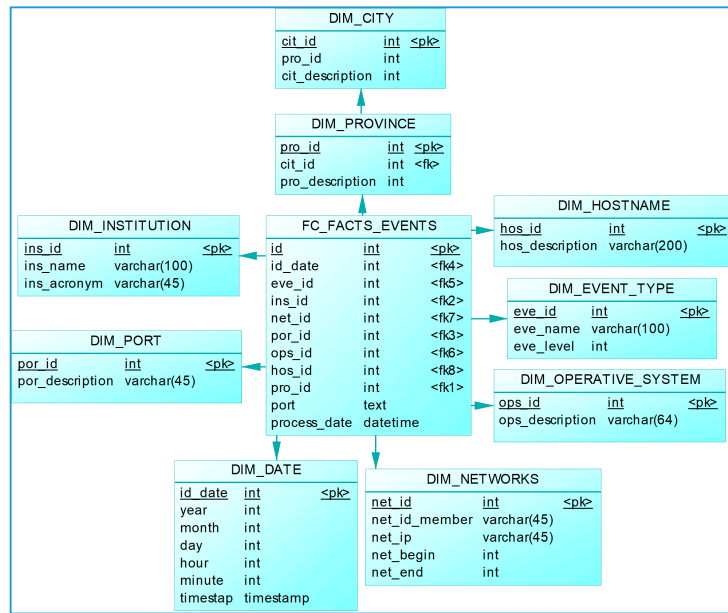 DIM_CITY
cit_id int <pk>
pro_id int
cit_description int
DIM_PROVINCE
pro_id int <pk>
cit_id int <fk>
pro_description int
DIM_INSTITUTION
ins_id int <pk>
ins_name varchar(100)
ins_acronym varchar(45)
FC_FACTS_EVENTS
id int <pk>
id_date int <fk4>
eve_id int <fk5>
ins_id int <fk2>
net_id int <fk7>
por_id int <fk3>
ops_id int <fk6>
hos_id int <fk8>
pro_id int <fk1>
port text
process_date datetime
DIM_HOSTNAME
hos_id int <pk>
hos_description varchar(200)
DIM_EVENT_TYPE
eve_id int <pk>
eve_name varchar(100)
eve_level int
DIM_PORT
por_id int <pk>
por_description varchar(45)
DIM_OPERATIVE_SYSTEM
ops_id int <pk>
ops_description varchar(64)
DIM_DATE
id_date int <pk>
year int
month int
day int
hour int
minute int
timestap timestamp
DIM_NETWORKS
net_id int <pk>
net_id_member varchar(45)
net_ip varchar(45)
net_begin int
net_end int